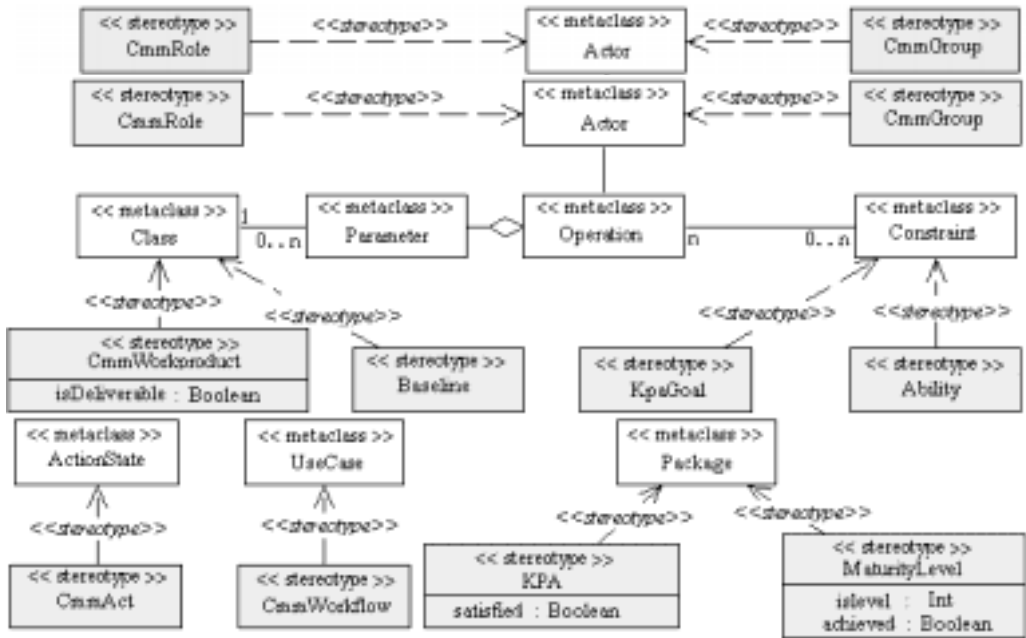 << stereotype >>
CmmRole
<<stereotype>>
<< metaclass >>
Actor
<<stereotype>>
<< stereotype >>
CmmGroup
<< stereotype >>
CmmRole
<<stereotype>>
<< metaclass >>
Actor
<<stereotype>>
<< stereotype >>
CmmGroup
<< metaclass >>
Class
1
0..n
<< metaclass >>
Parameter
<< metaclass >>
Operation
n
0..n
<< metaclass >>
Constraint
<<stereotype>>
<<stereotype>>
<<stereotype>>
<<stereotype>>
<< stereotype >>
CmmWorkproduct
isDeliverable : Boolean
<< stereotype >>
Baseline
<< stereotype >>
KpaGoal
<< stereotype >>
Ability
<< metaclass >>
ActionState
<< metaclass >>
UseCase
<< metaclass >>
Package
<<stereotype>>
<<stereotype>>
<<stereotype>>
<<stereotype>>
<< stereotype >>
CmmAct
<< stereotype >>
CmmWorkflow
<< stereotype >>
KPA
satisfied : Boolean
<< stereotype >>
MaturityLevel
islevel : Int
achieved : Boolean